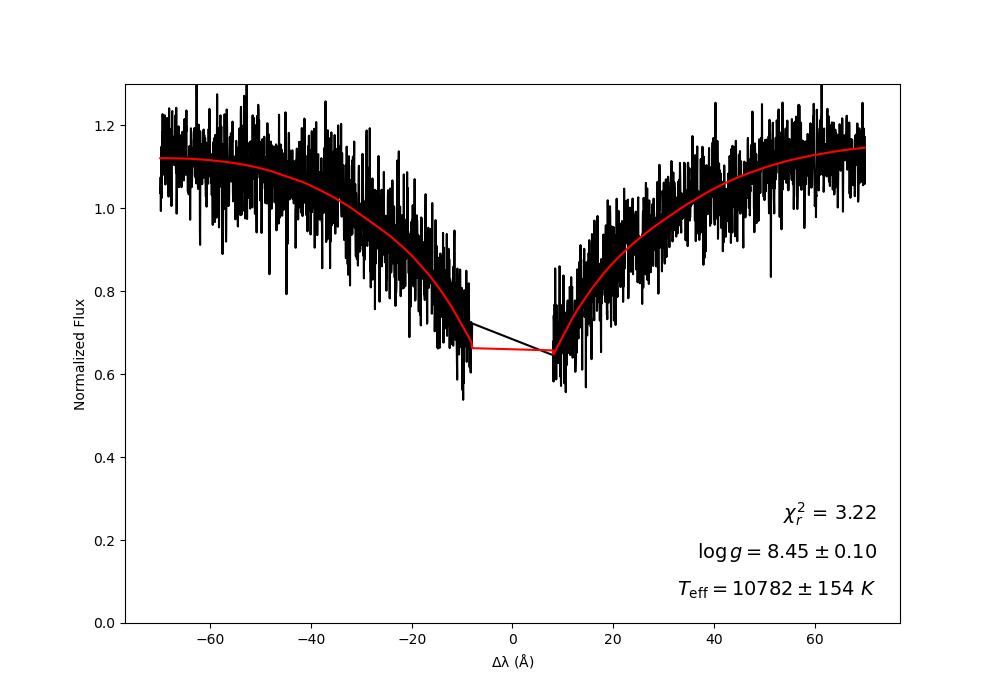 1.2
1.0
0.8
0.6
0.4
0.2
0.0
Normalized Flux
χ²ᵣ = 3.22
log g = 8.45 ± 0.10
T_eff = 10782 ± 154 K
−60 −40 −20 0 20 40 60
Δλ (Å)